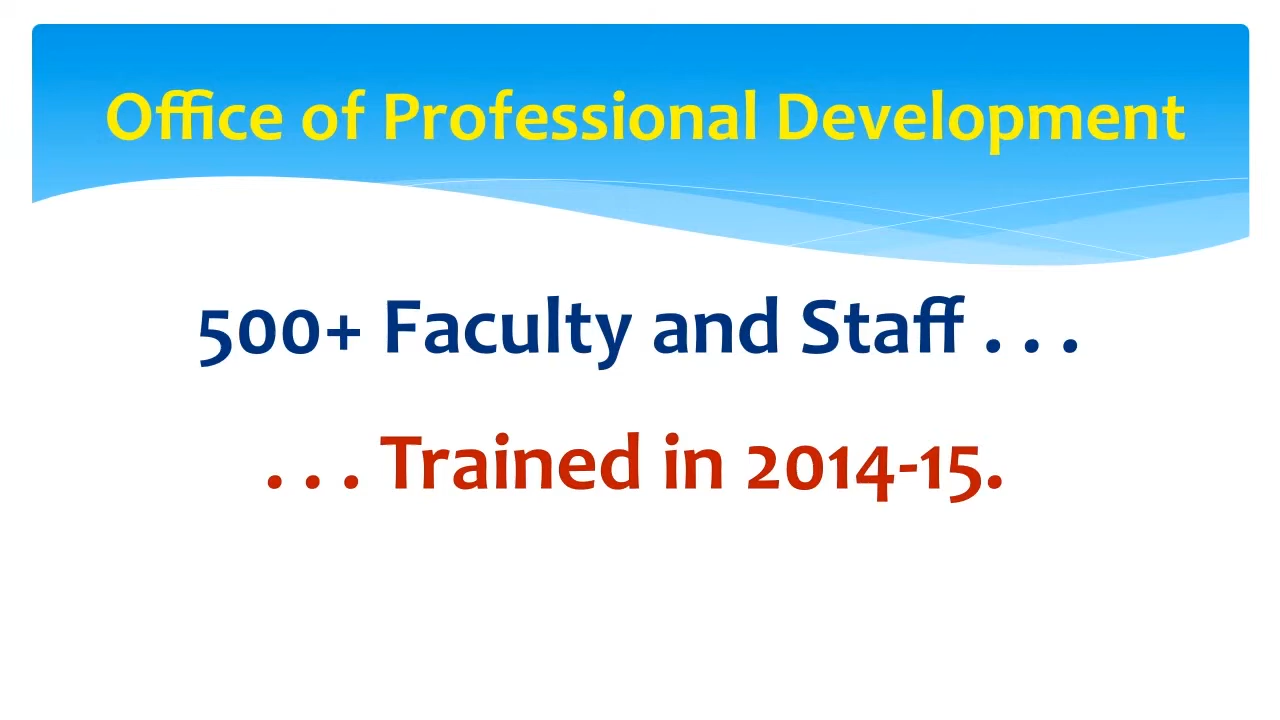 Office of Professional Development
500+ Faculty and Staff . . .
. . . Trained in 2014-15.